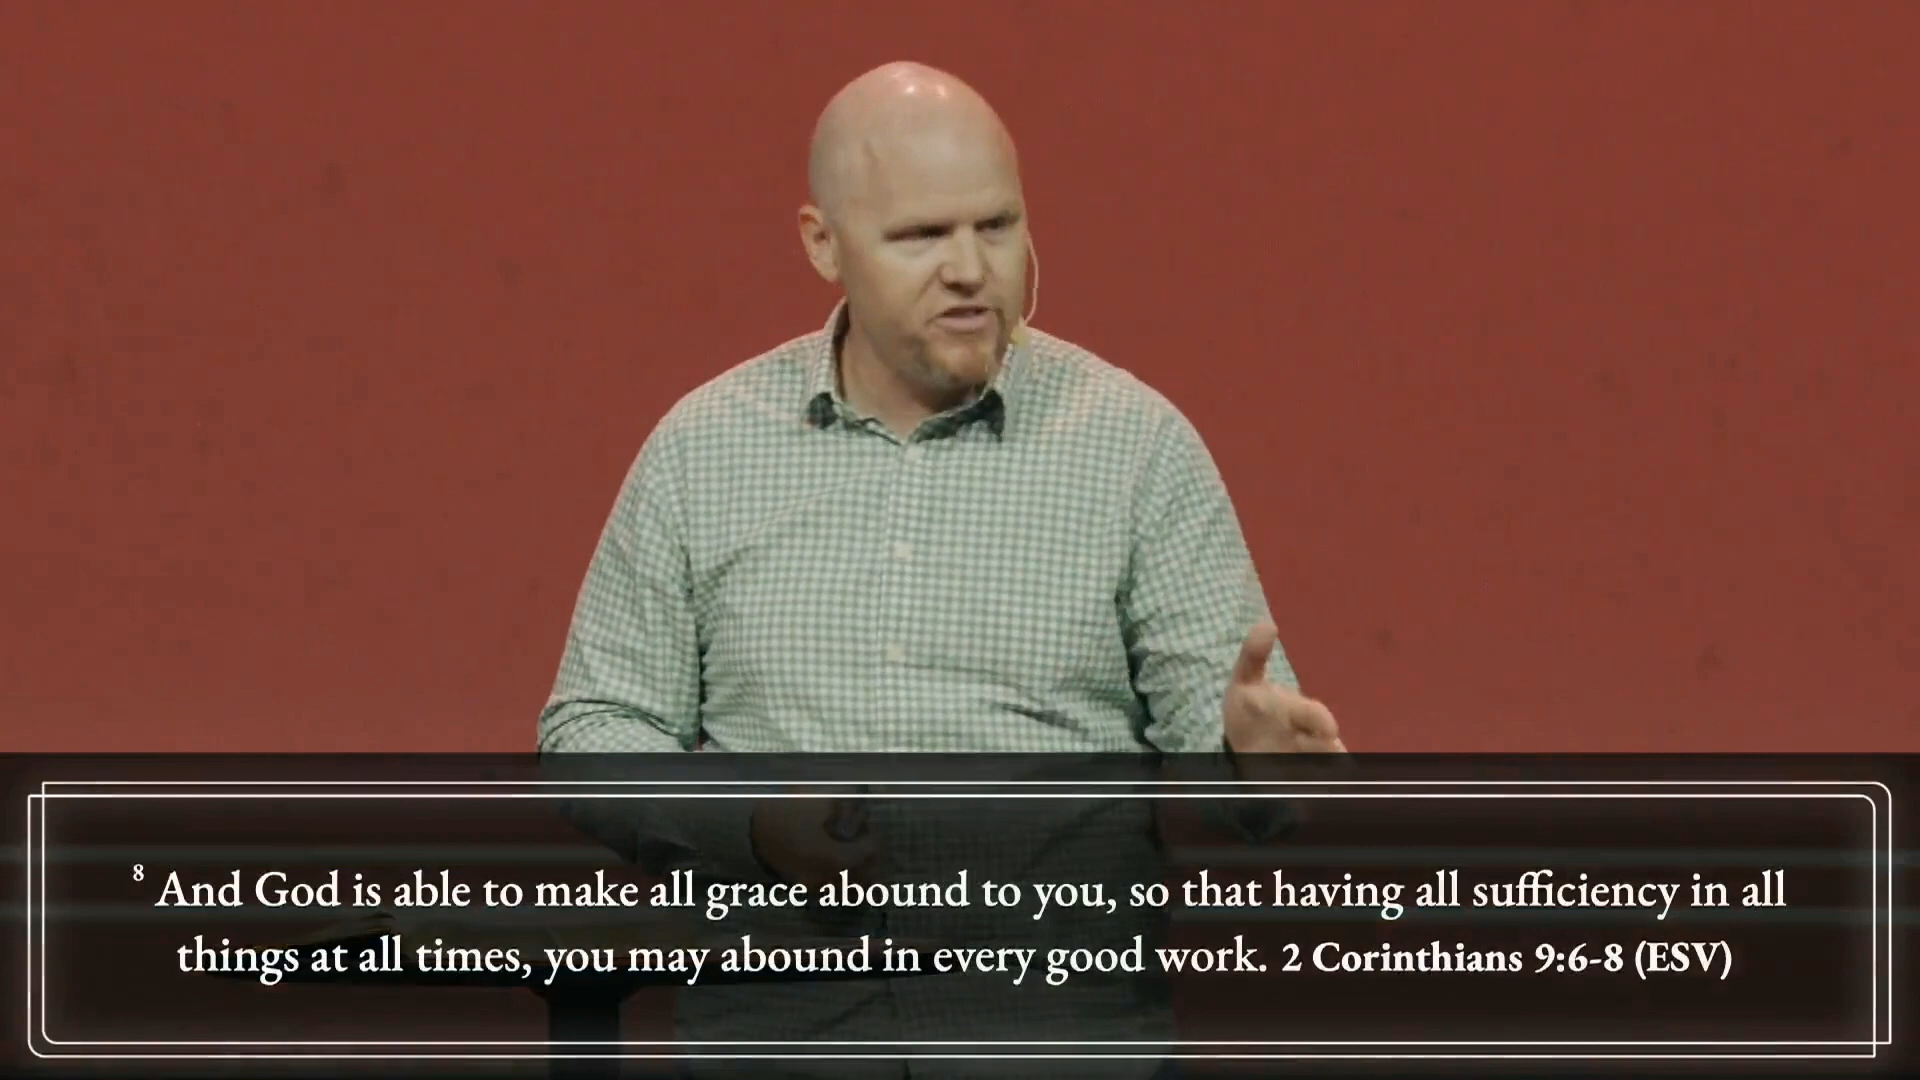 8 And God is able to make all grace abound to you, so that having all sufficiency in all
things at all times, you may abound in every good work. 2 Corinthians 9:6-8 (ESV)